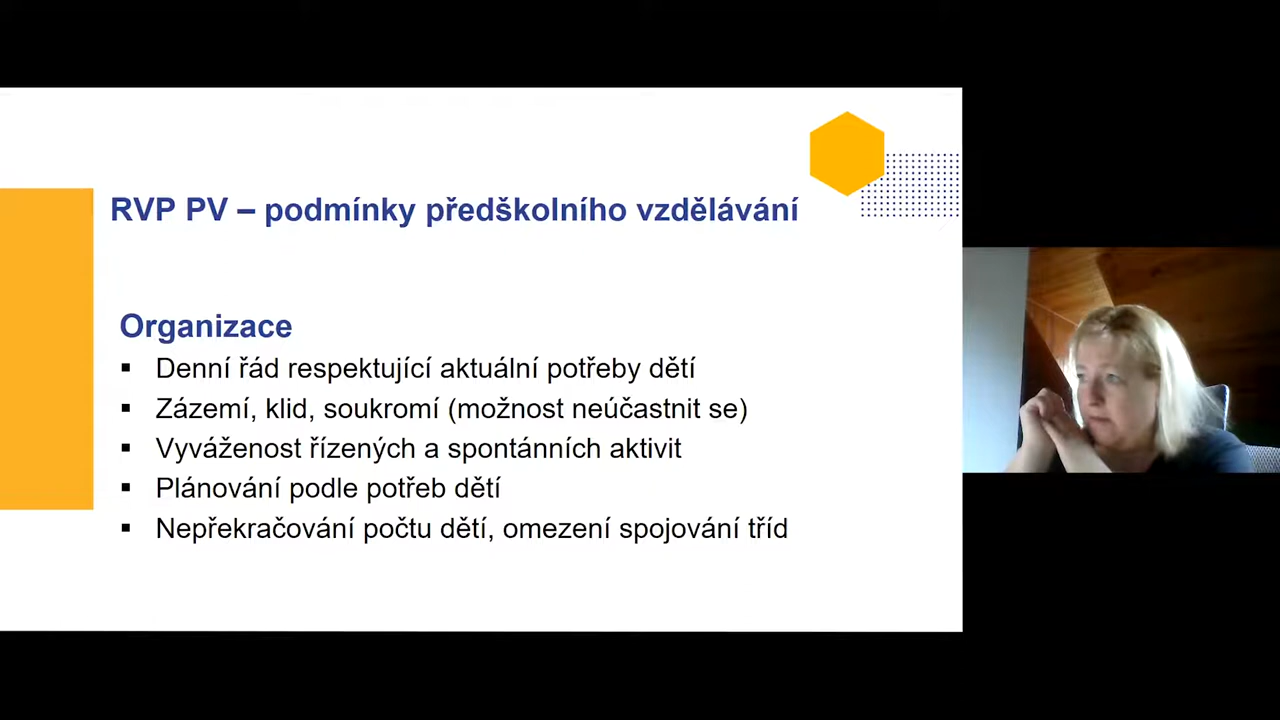 RVP PV – podmínky předškolního vzdělávání
Organizace
▪ Denní řád respektující aktuální potřeby dětí
▪ Zázemí, klid, soukromí (možnost neúčastnit se)
▪ Vyváženost řízených a spontánních aktivit
▪ Plánování podle potřeb dětí
▪ Nepřekračování počtu dětí, omezení spojování tříd